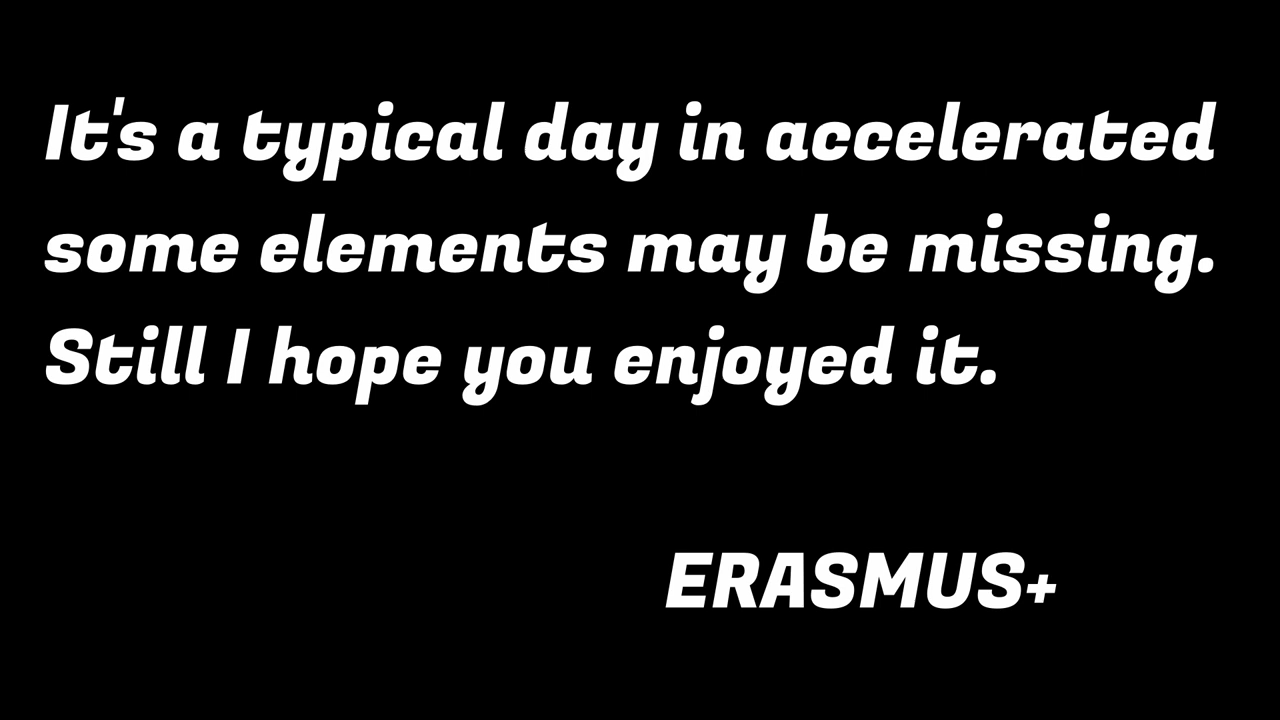 It's a typical day in accelerated
some elements may be missing.
Still I hope you enjoyed it.
ERASMUS+